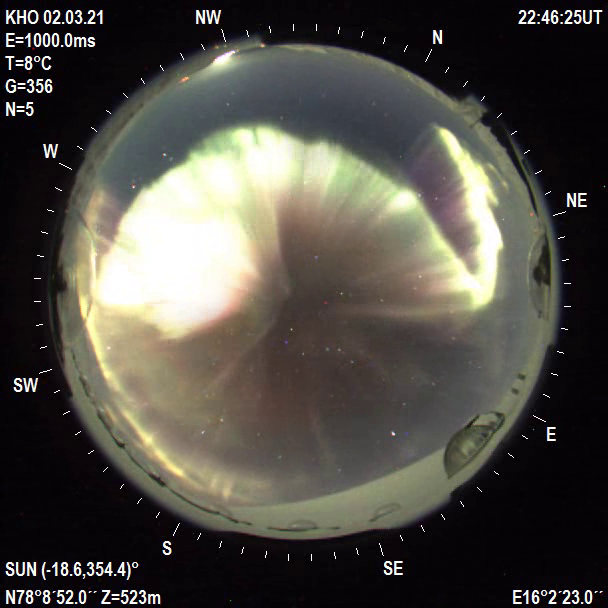 KHO 02.03.21
E=1000.0ms
T=8°C
G=356
N=5
22:46:25UT
NW
N
W
NE
SW
E
S
SE
SUN (-18.6,354.4)°
N78°8´52.0´´ Z=523m
E16°2´23.0´´